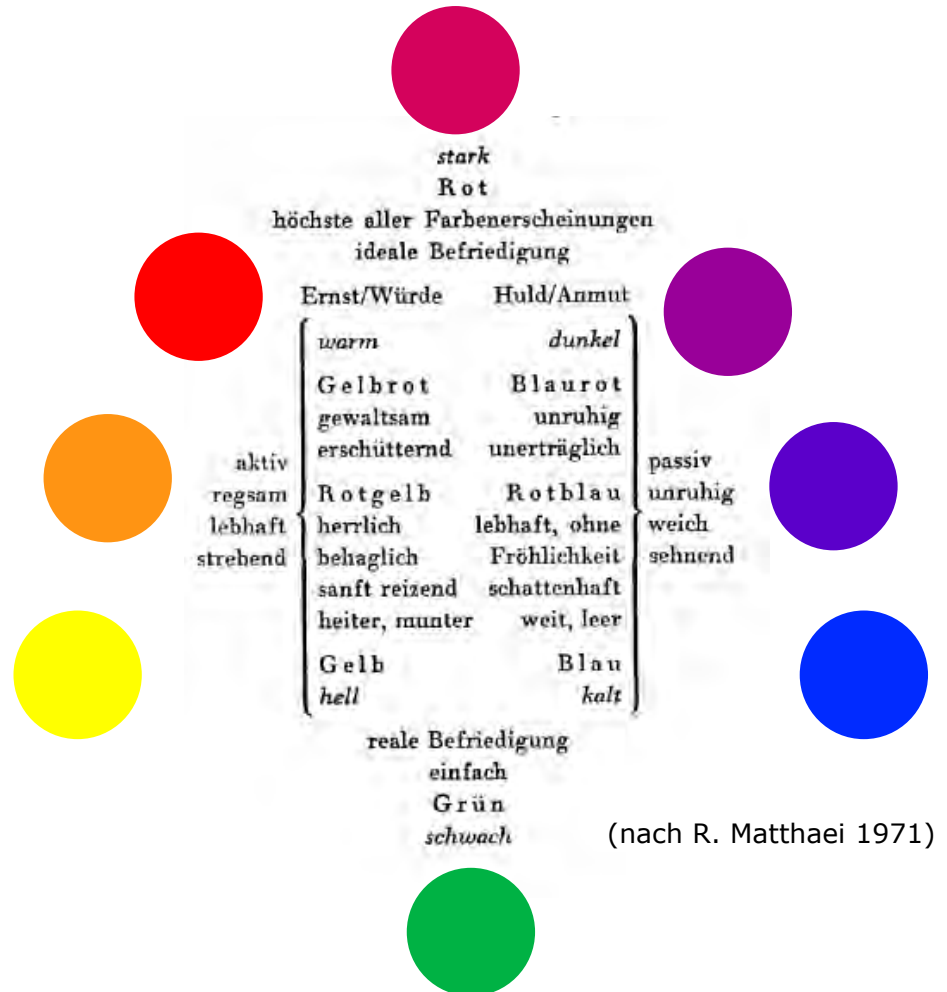 stark
Rot
höchste aller Farbenerscheinungen
ideale Befriedigung
Ernst/Würde Huld/Anmut
warm dunkel
Gelbrot Blaurot
gewaltsam unruhig
erschütternd unerträglich
aktiv passiv
regsam Rotgelb Rotblau unruhig
lebhaft herrlich lebhaft, ohne weich
strebend behaglich Fröhlichkeit sehnend
sanft reizend schattenhaft
heiter, munter weit, leer
Gelb Blau
hell kalt
reale Befriedigung
einfach
Grün
schwach (nach R. Matthaei 1971)